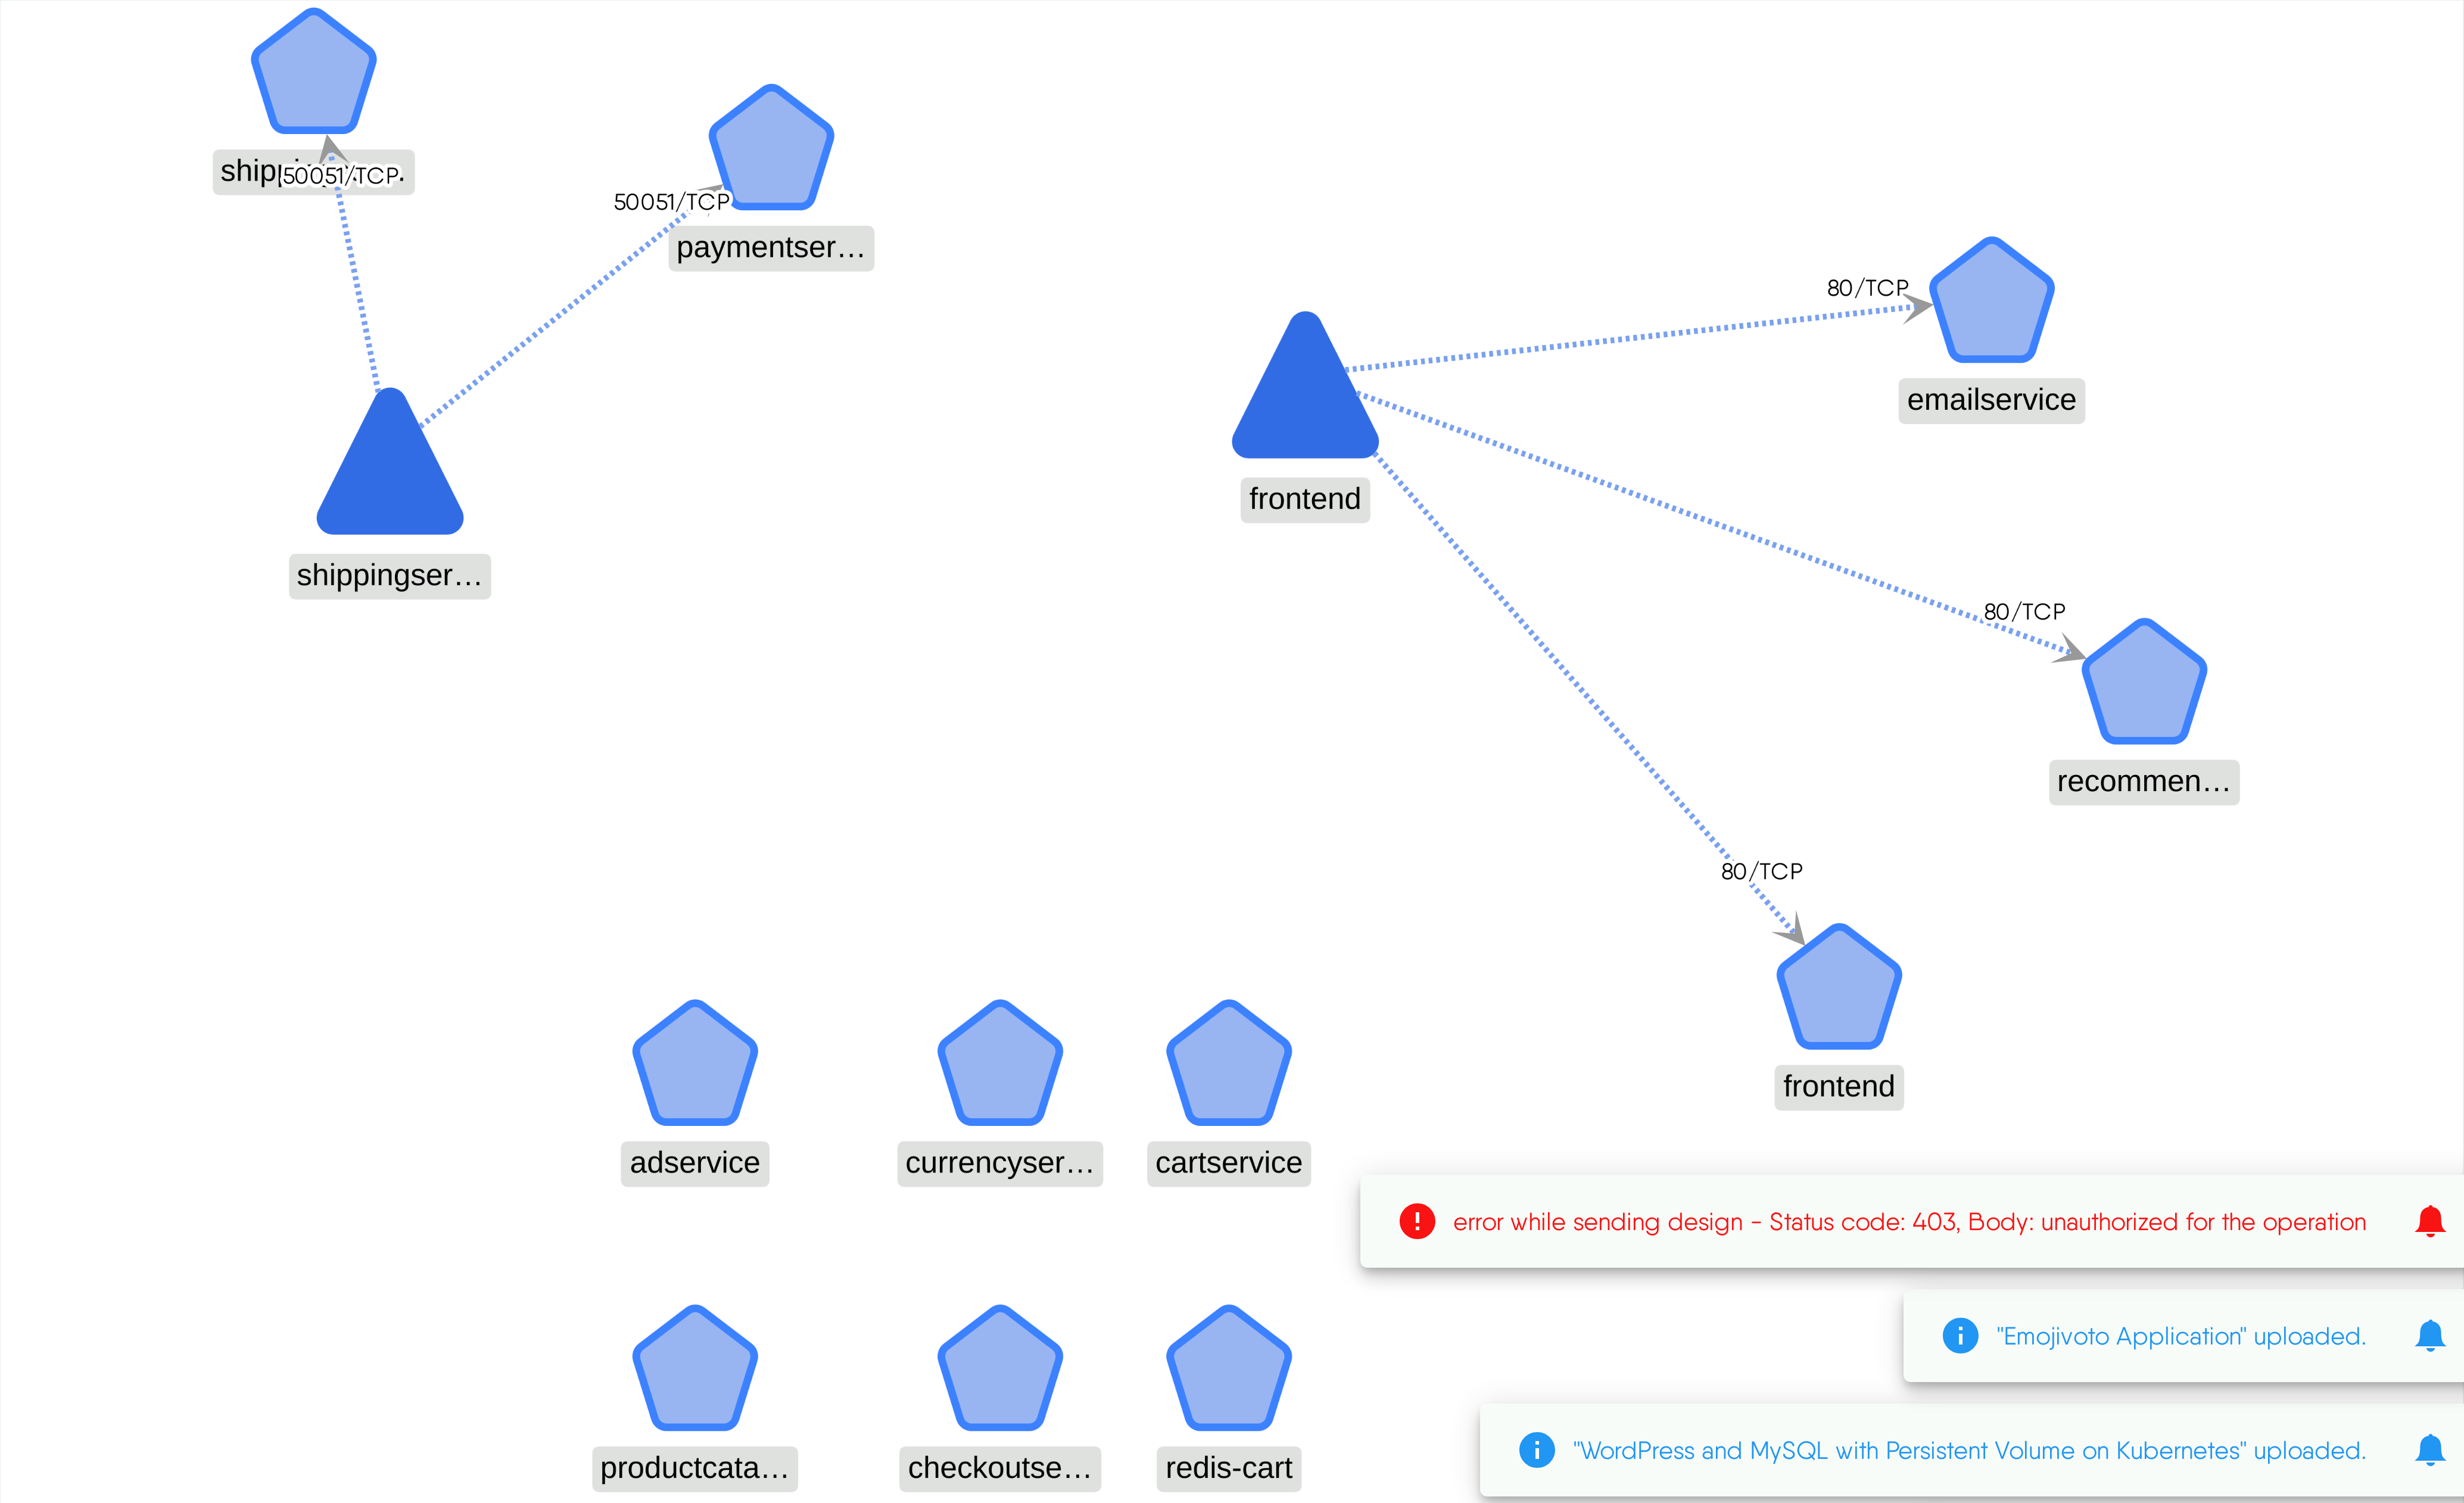 50051/TCP
50051/TCP
paymentser…
80/TCP
emailservice
frontend
shippingser…
80/TCP
recommen…
80/TCP
frontend
adservice
currencyser…
cartservice
error while sending design - Status code: 403, Body: unauthorized for the operation
"Emojivoto Application" uploaded.
productcata…
checkoutse…
redis-cart
"WordPress and MySQL with Persistent Volume on Kubernetes" uploaded.